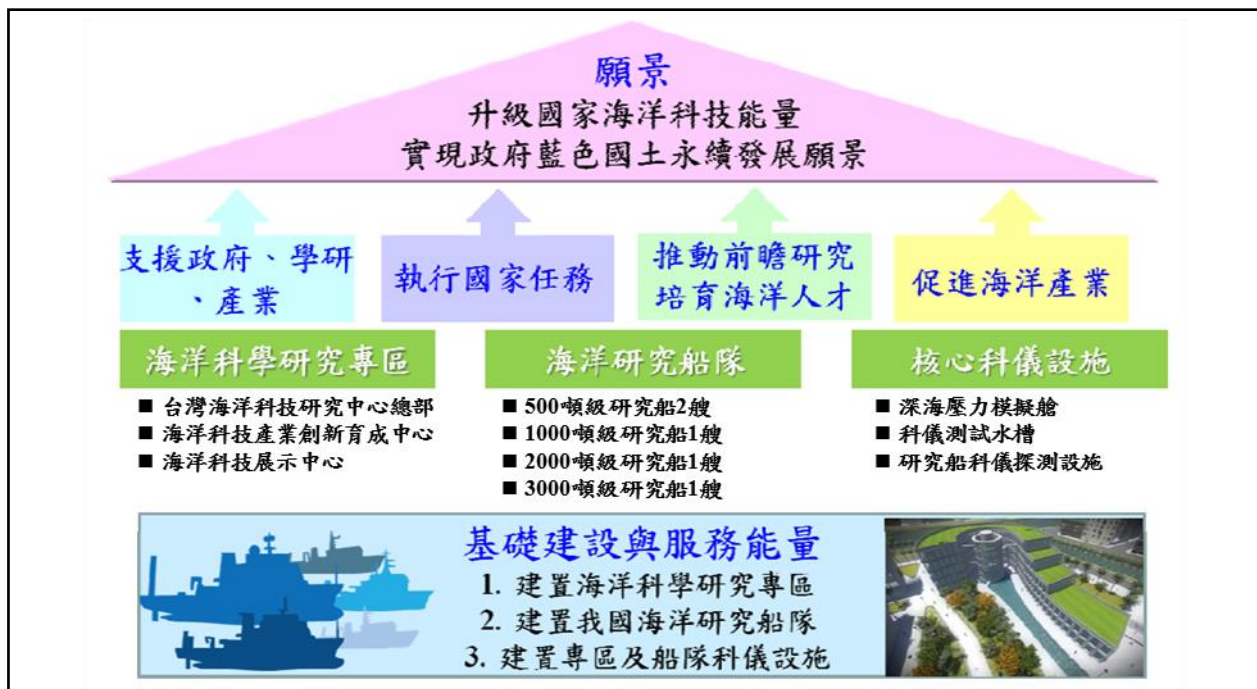 願景
升級國家海洋科技能量
實現政府藍色國土永續發展願景
支援政府、學研
、產業
執行國家任務
推動前瞻研究
培育海洋人才
促進海洋產業
海洋科學研究專區
■ 台灣海洋科技研究中心總部
■ 海洋科技產業創新育成中心
■ 海洋科技展示中心
海洋研究船隊
■ 500噸級研究船2艘
■ 1000噸級研究船1艘
■ 2000噸級研究船1艘
■ 3000噸級研究船1艘
核心科儀設施
■ 深海壓力模擬艙
■ 科儀測試水槽
■ 研究船科儀探測設施
基礎建設與服務能量
1. 建置海洋科學研究專區
2. 建置我國海洋研究船隊
3. 建置專區及船隊科儀設施